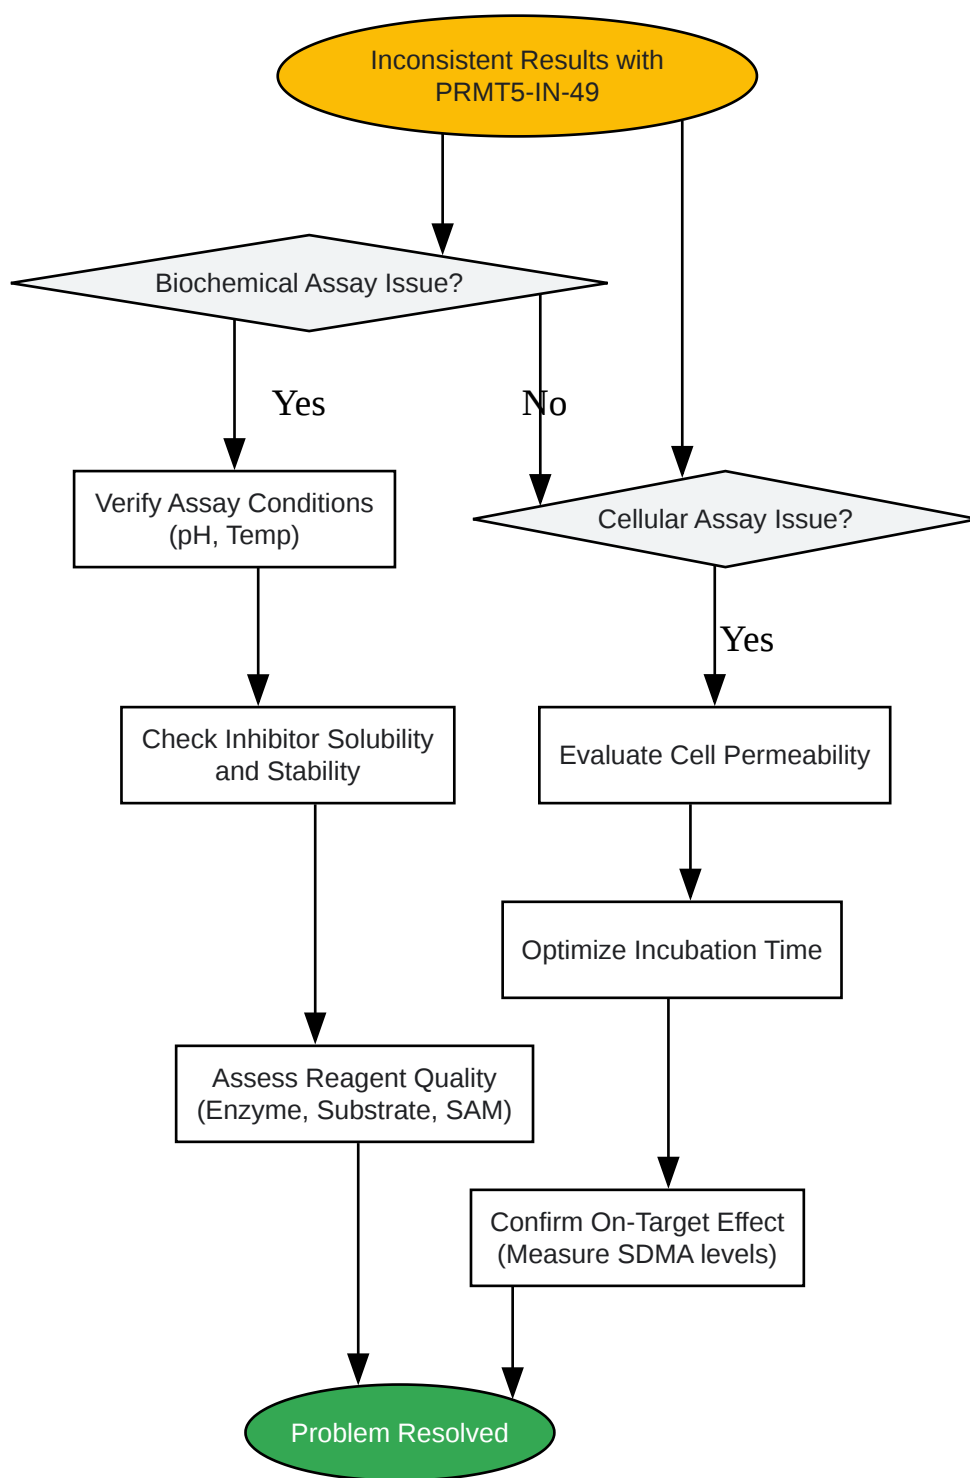 Inconsistent Results with
PRMT5-IN-49
Biochemical Assay Issue?
Yes
No
Verify Assay Conditions
(pH, Temp)
Cellular Assay Issue?
Yes
Check Inhibitor Solubility
and Stability
Evaluate Cell Permeability
Optimize Incubation Time
Assess Reagent Quality
(Enzyme, Substrate, SAM)
Confirm On-Target Effect
(Measure SDMA levels)
Problem Resolved